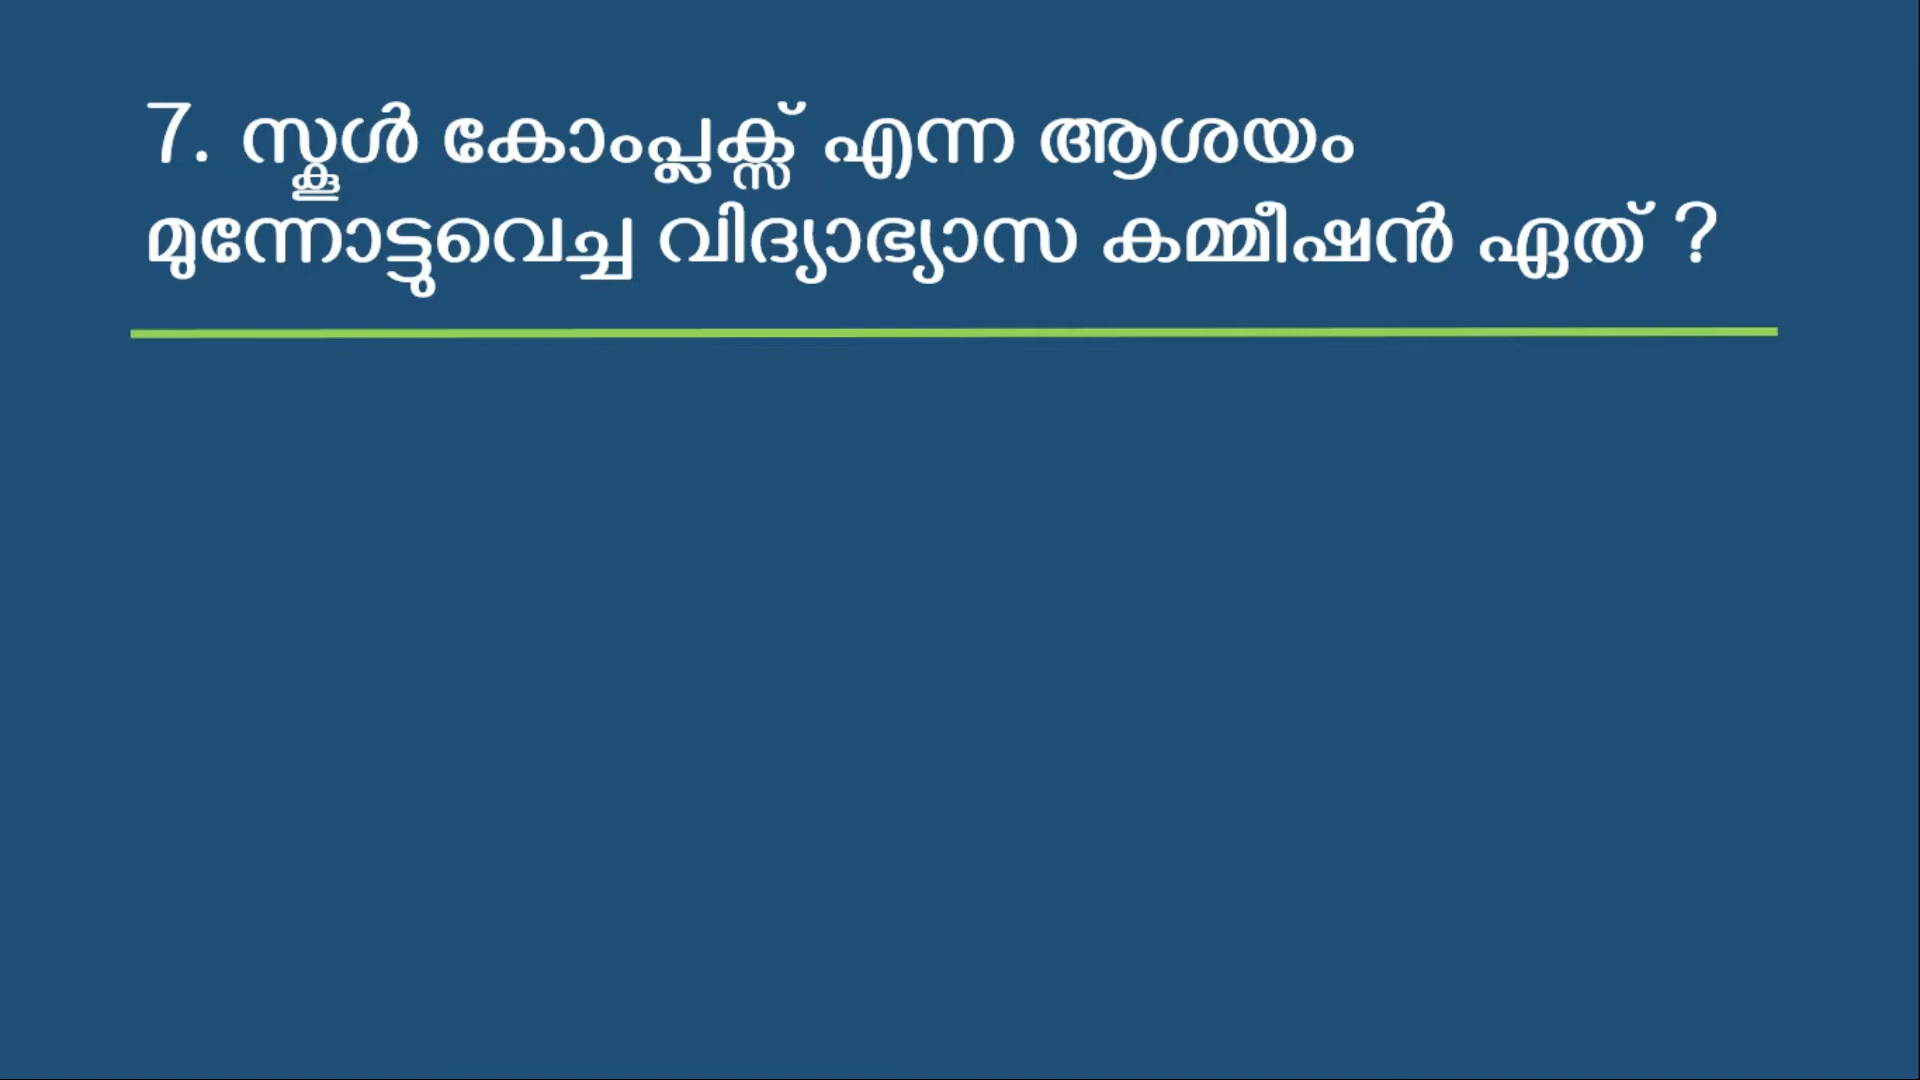 7. സ്കൂൾ കോംപ്ലക്സ് എന്ന ആശയം
മുന്നോട്ടുവെച്ച വിദ്യാഭ്യാസ കമ്മീഷൻ ഏത് ?